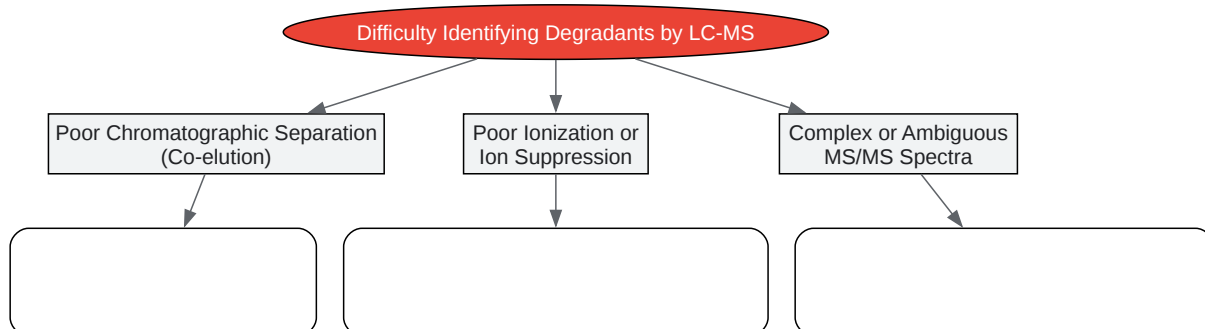 Difficulty Identifying Degradants by LC-MS
Poor Chromatographic Separation
(Co-elution)
Poor Ionization or
Ion Suppression
Complex or Ambiguous
MS/MS Spectra